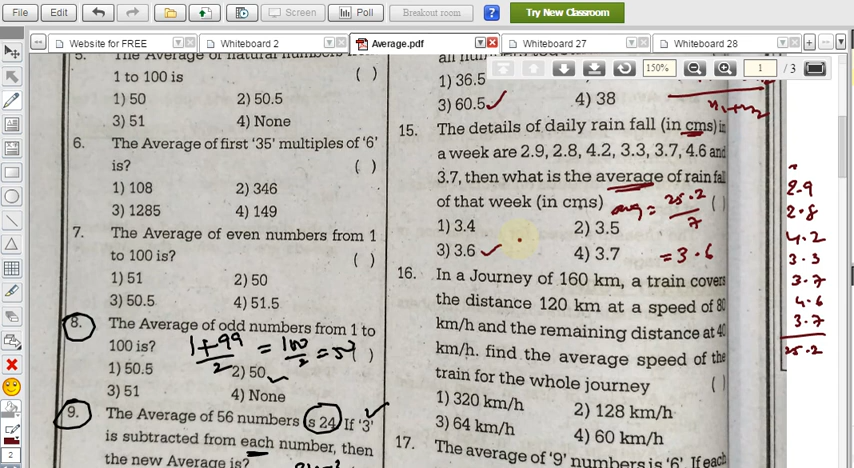 File
Edit
Screen
Poll
Breakout room
Try New Classroom
Website for FREE
Whiteboard 2
Average.pdf
Whiteboard 27
Whiteboard 28
150%
1
/ 3
5. The Average of natural numbers
1 to 100 is ( )
1) 50 2) 50.5
3) 51 4) None
6. The Average of first '35' multiples of '6'
is? ( )
1) 108 2) 346
3) 1285 4) 149
7. The Average of even numbers from 1
to 100 is? ( )
1) 51 2) 50
3) 50.5 4) 51.5
8. The Average of odd numbers from 1 to
100 is? )
1+99/2 = 100/2 = 50
1) 50.5 2) 50
3) 51 4) None
9. The Average of 56 numbers is 24. If '3'
is subtracted from each number, then
the new Average is?
1) 36.5
3) 60.5 4) 38
n1+n2
15. The details of daily rain fall (in cms) in
a week are 2.9, 2.8, 4.2, 3.3, 3.7, 4.6 and
3.7, then what is the average of rain fall
of that week (in cms) ( )
avg = 25.2/7
= 3.6
1) 3.4 2) 3.5
3) 3.6 4) 3.7
16. In a Journey of 160 km, a train covers
the distance 120 km at a speed of 80
km/h and the remaining distance at 40
km/h. find the average speed of the
train for the whole journey ( )
1) 320 km/h 2) 128 km/h
3) 64 km/h 4) 60 km/h
17. The average of '9' numbers is '6'. If each
2.9
2.8
4.2
3.3
3.7
4.6
3.7
25.2
2